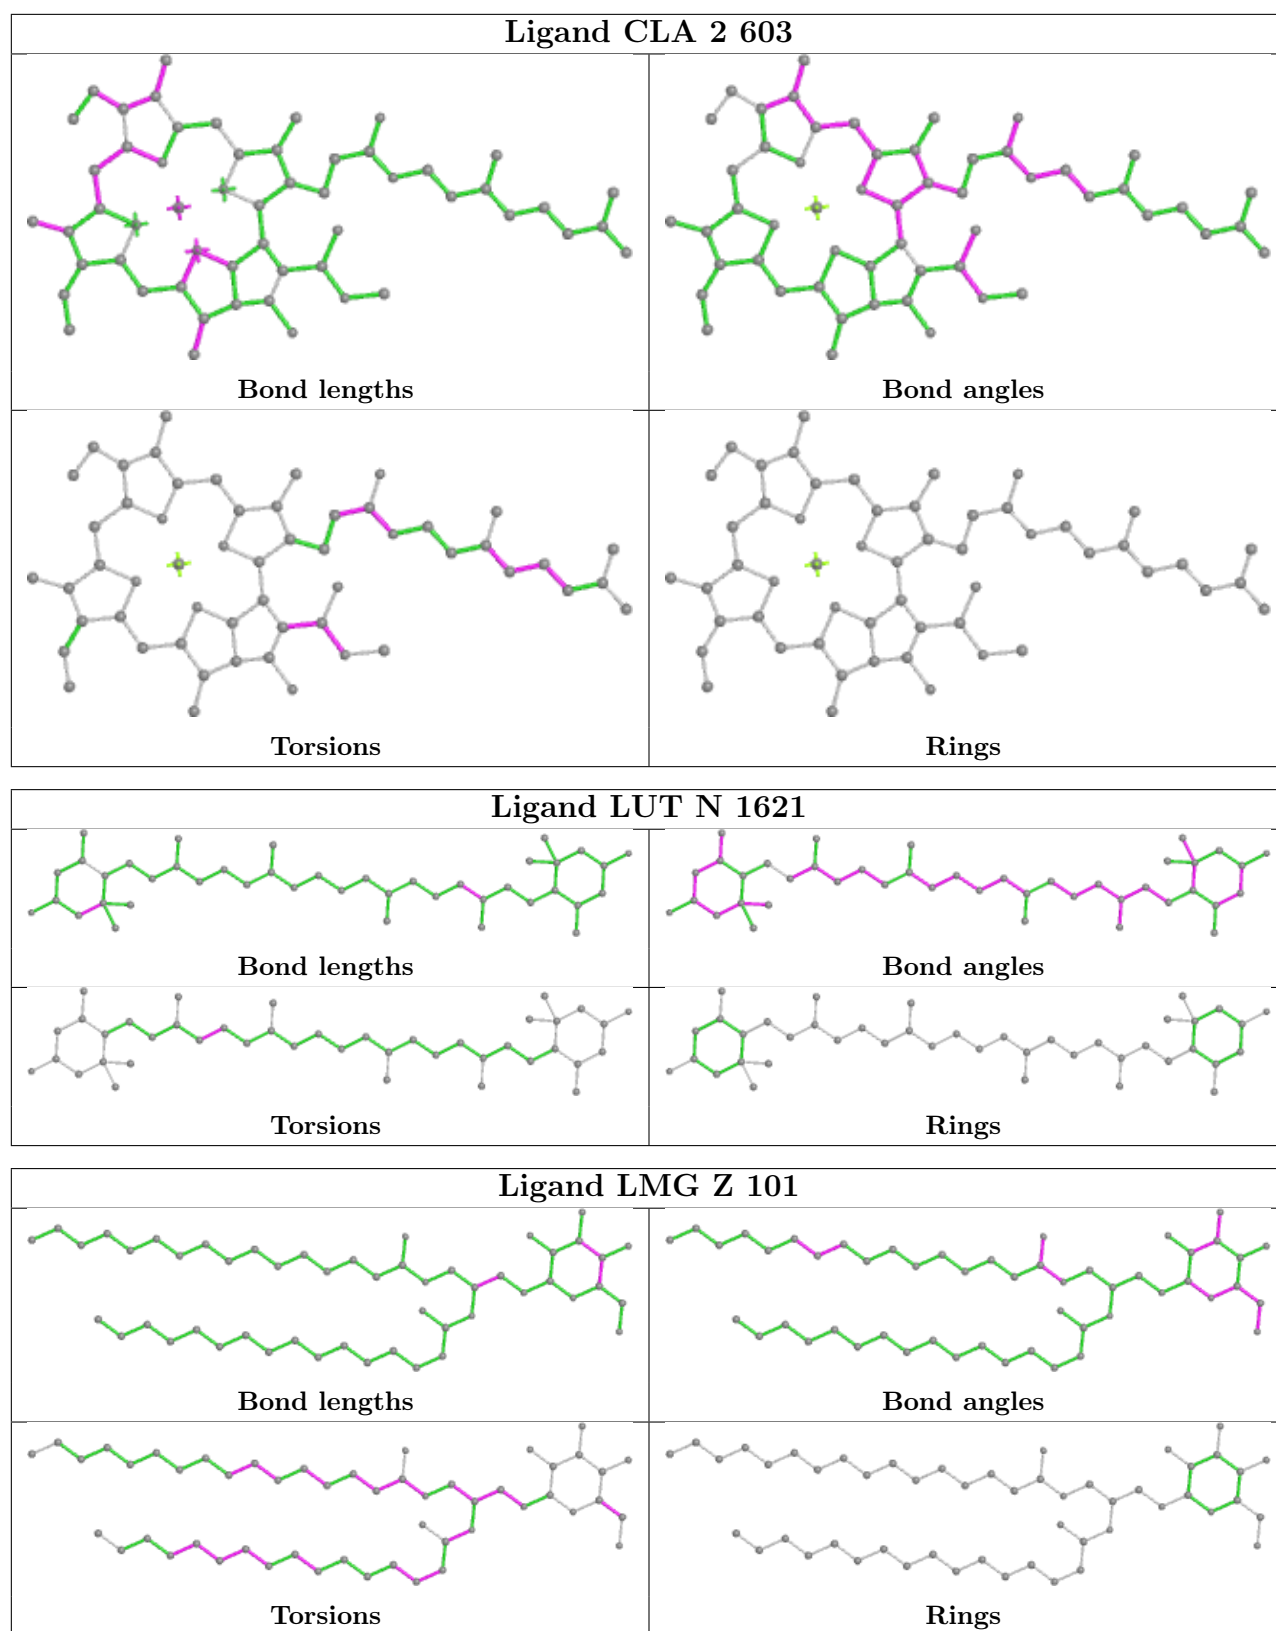 Ligand CLA 2 603
Bond lengths
Bond angles
Torsions
Rings
Ligand LUT N 1621
Bond lengths
Bond angles
Torsions
Rings
Ligand LMG Z 101
Bond lengths
Bond angles
Torsions
Rings